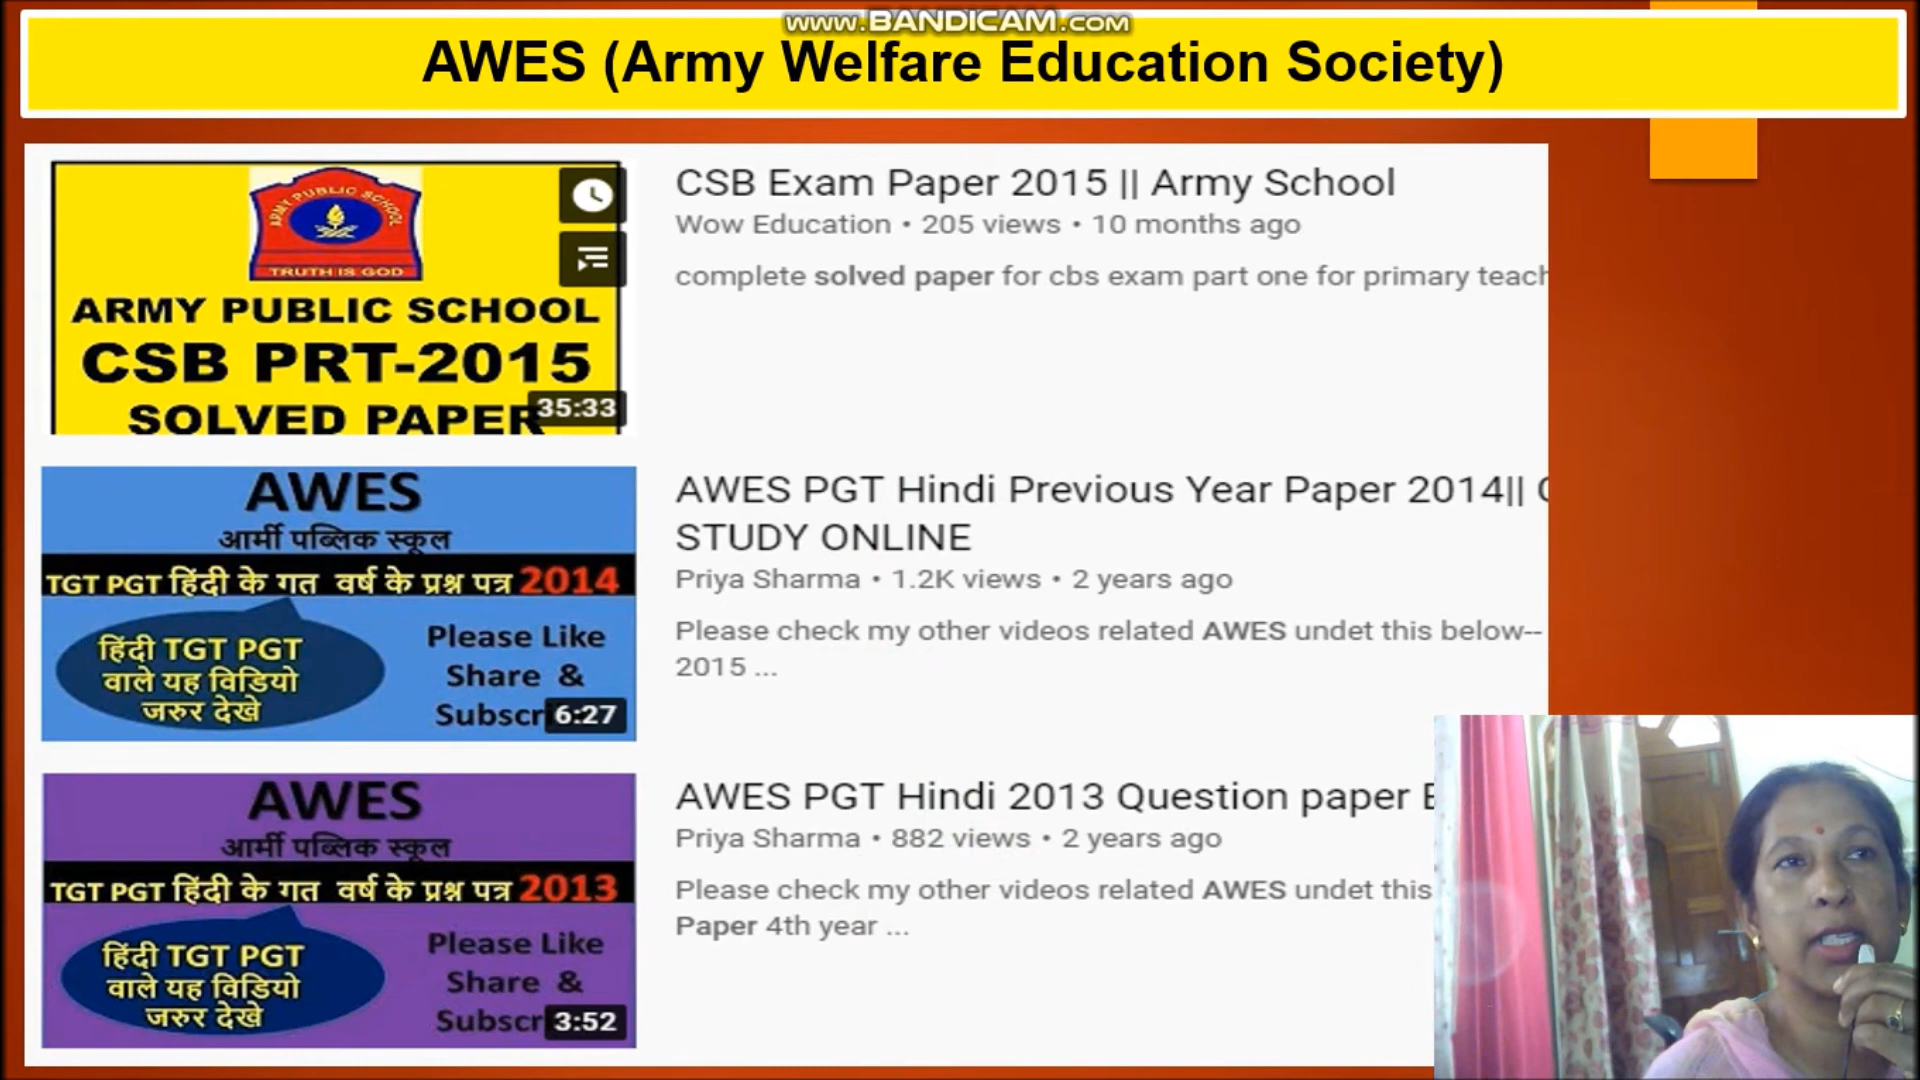 www.BANDICAM.com
AWES (Army Welfare Education Society)
ARMY PUBLIC SCHOOL
TRUTH IS GOD
ARMY PUBLIC SCHOOL
CSB PRT-2015
SOLVED PAPER
35:33
CSB Exam Paper 2015 || Army School
Wow Education • 205 views • 10 months ago
complete solved paper for cbs exam part one for primary teach
AWES
आर्मी पब्लिक स्कूल
TGT PGT हिंदी के गत वर्ष के प्रश्न पत्र 2014
हिंदी TGT PGT
वाले यह विडियो
जरुर देखे
Please Like
Share &
Subscr
6:27
AWES PGT Hindi Previous Year Paper 2014||
STUDY ONLINE
Priya Sharma • 1.2K views • 2 years ago
Please check my other videos related AWES undet this below--
2015 ...
AWES
आर्मी पब्लिक स्कूल
TGT PGT हिंदी के गत वर्ष के प्रश्न पत्र 2013
हिंदी TGT PGT
वाले यह विडियो
जरुर देखे
Please Like
Share &
Subscr
3:52
AWES PGT Hindi 2013 Question paper
Priya Sharma • 882 views • 2 years ago
Please check my other videos related AWES undet this
Paper 4th year ...